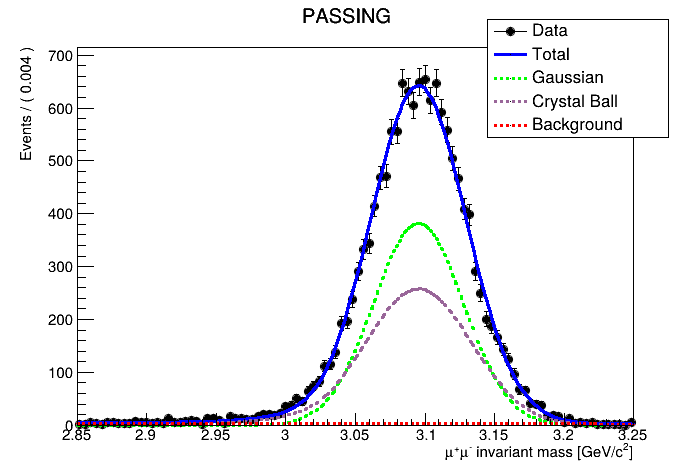 PASSING
Data
Total
Gaussian
Crystal Ball
Background
Events / ( 0.004 )
700
600
500
400
300
200
100
0
2.85 2.9 2.95 3 3.05 3.1 3.15 3.2 3.25
μ⁺μ⁻ invariant mass [GeV/c²]